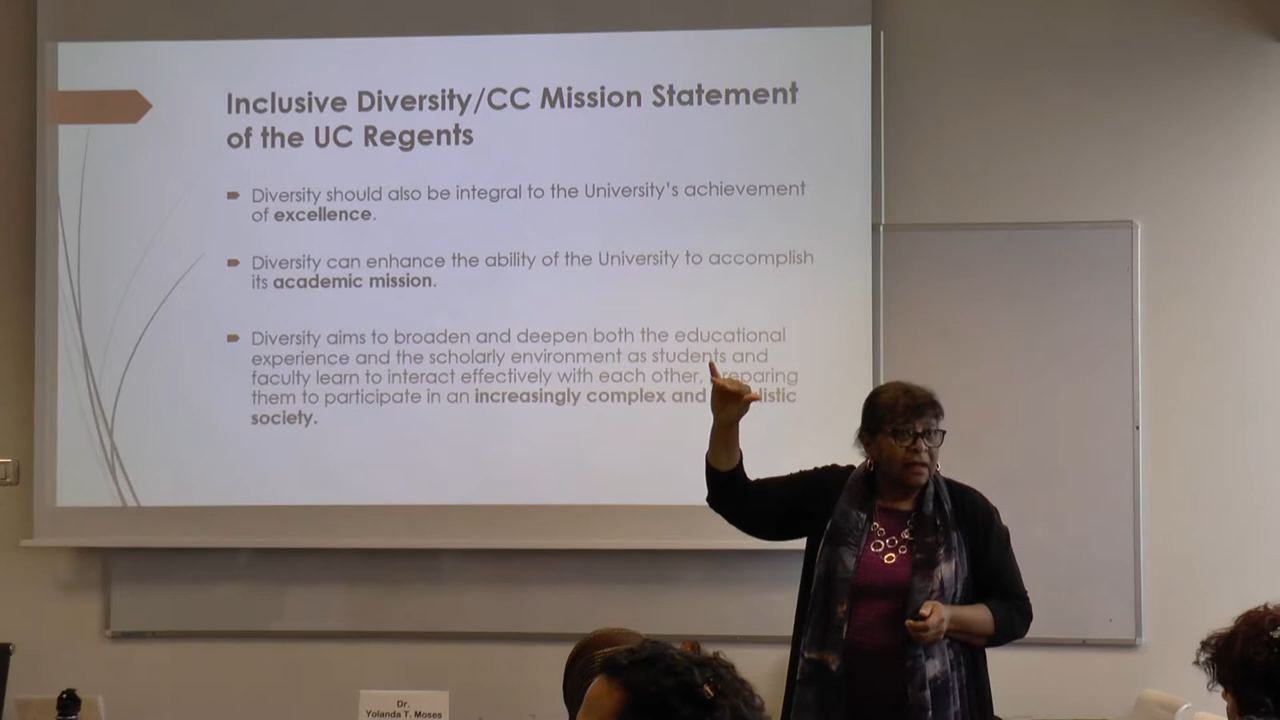 Inclusive Diversity/CC Mission Statement
of the UC Regents
Diversity should also be integral to the University's achievement
of excellence.
Diversity can enhance the ability of the University to accomplish
its academic mission.
Diversity aims to broaden and deepen both the educational
experience and the scholarly environment as students and
faculty learn to interact effectively with each other, preparing
them to participate in an increasingly complex and
society.
Dr.
Yolanda T. Moses